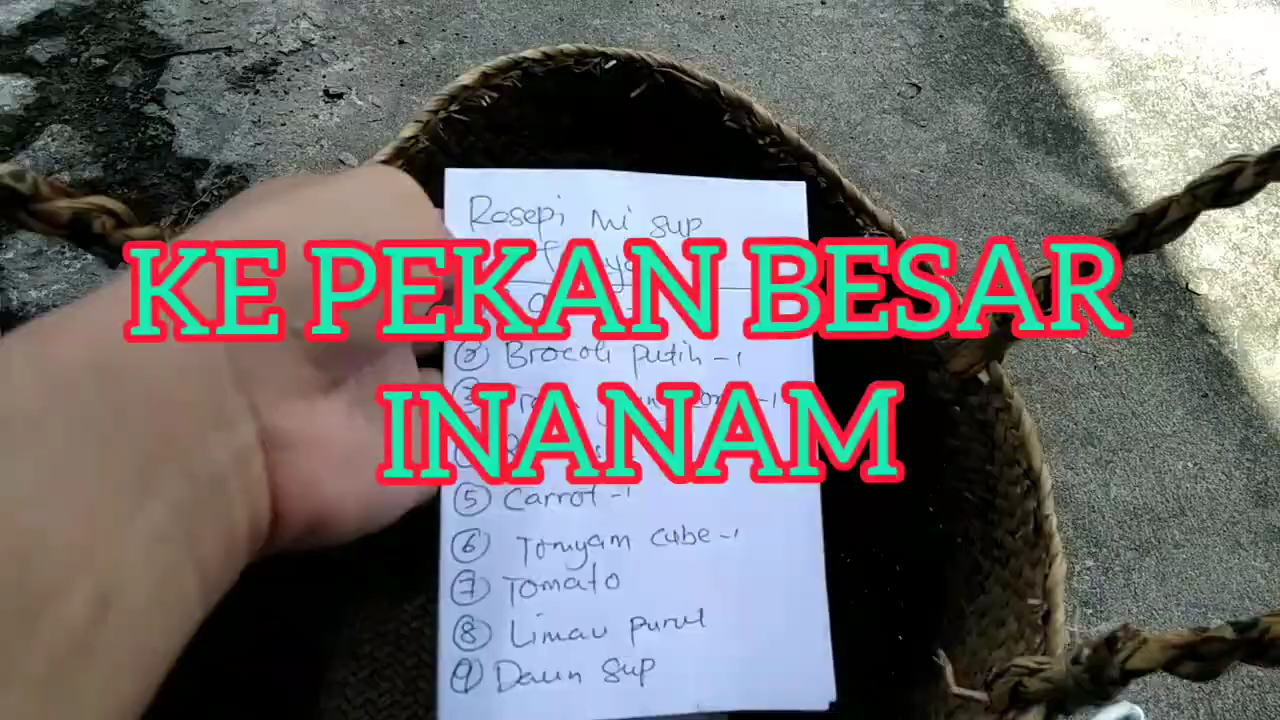 Resepi mi sup
KE PEKAN BESAR
INANAM
② Brocoli putih -1
③
⑤ Carrot -1
⑥ Tomyam cube -1
⑦ Tomato
⑧ Limau purut
⑨ Daun sup